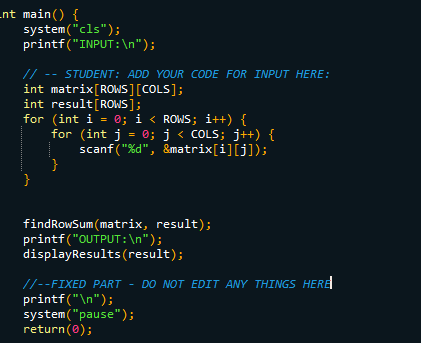 int main() {
system("cls");
printf("INPUT:\n");
// -- STUDENT: ADD YOUR CODE FOR INPUT HERE:
int matrix[ROWS][COLS];
int result[ROWS];
for (int i = 0; i < ROWS; i++) {
for (int j = 0; j < COLS; j++) {
scanf("%d", &matrix[i][j]);
}
}
findRowSum(matrix, result);
printf("OUTPUT:\n");
displayResults(result);
//--FIXED PART - DO NOT EDIT ANY THINGS HERE
printf("\n");
system("pause");
return(0);